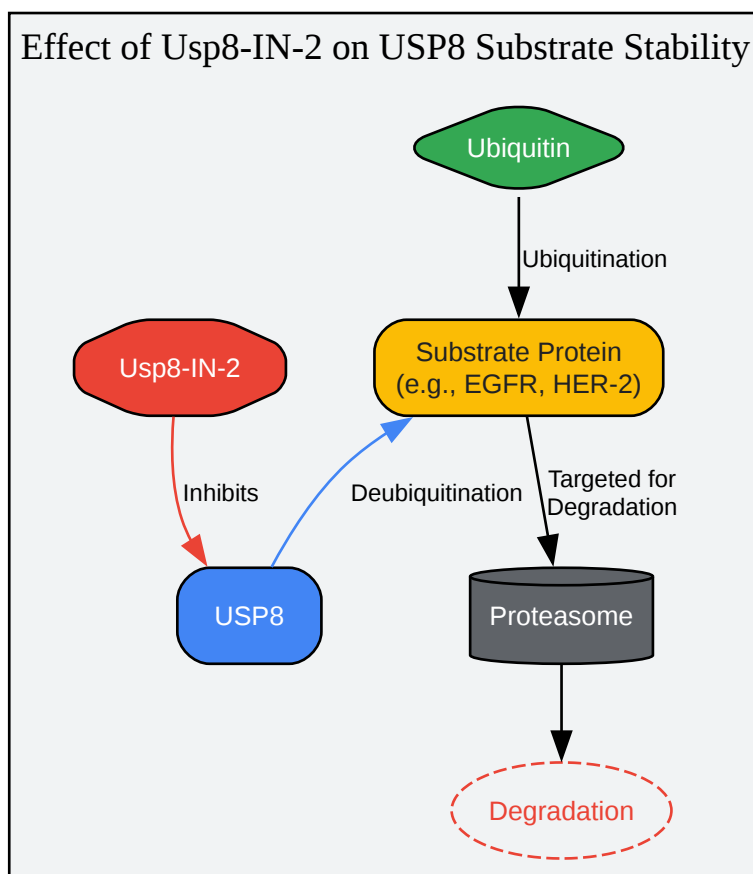 Effect of Usp8-IN-2 on USP8 Substrate Stability
Ubiquitin
Ubiquitination
Usp8-IN-2
Substrate Protein
(e.g., EGFR, HER-2)
Inhibits
Deubiquitination
Targeted for
Degradation
USP8
Proteasome
Degradation